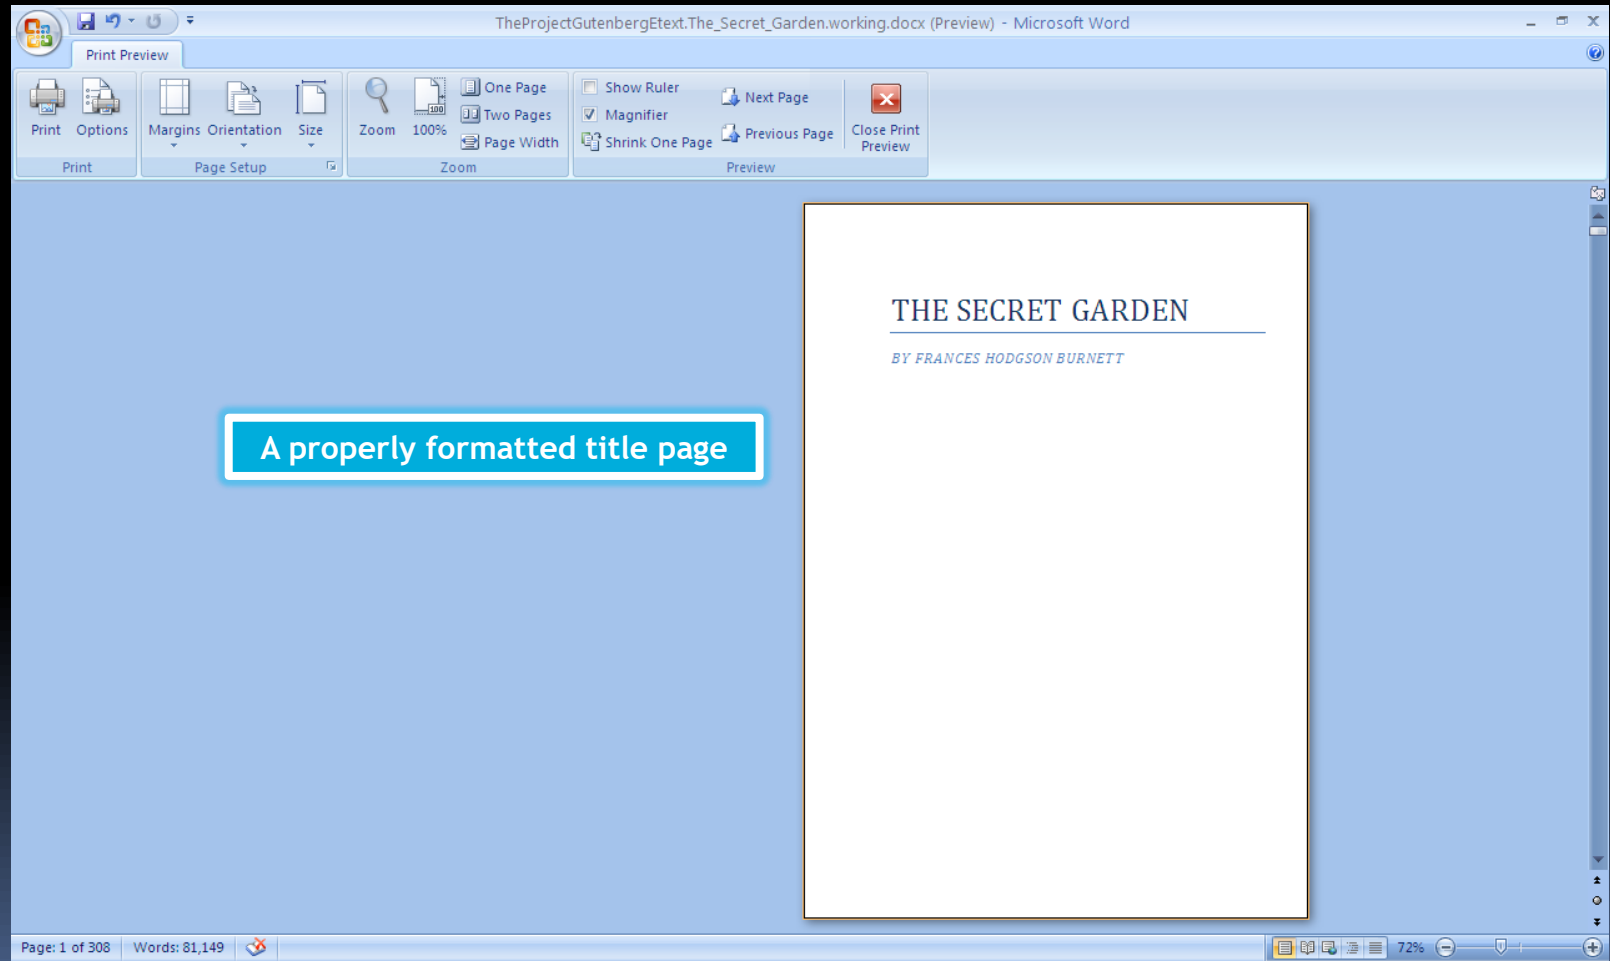 TheProjectGutenbergEtext.The_Secret_Garden.working.docx (Preview) - Microsoft Word
Print Preview
Print
Options
Margins
Orientation
Size
Zoom
100%
One Page
Two Pages
Page Width
Show Ruler
Magnifier
Shrink One Page
Next Page
Previous Page
Close Print
Preview
Print
Page Setup
Zoom
Preview
THE SECRET GARDEN
BY FRANCES HODGSON BURNETT
A properly formatted title page
Page: 1 of 308
Words: 81,149
72%